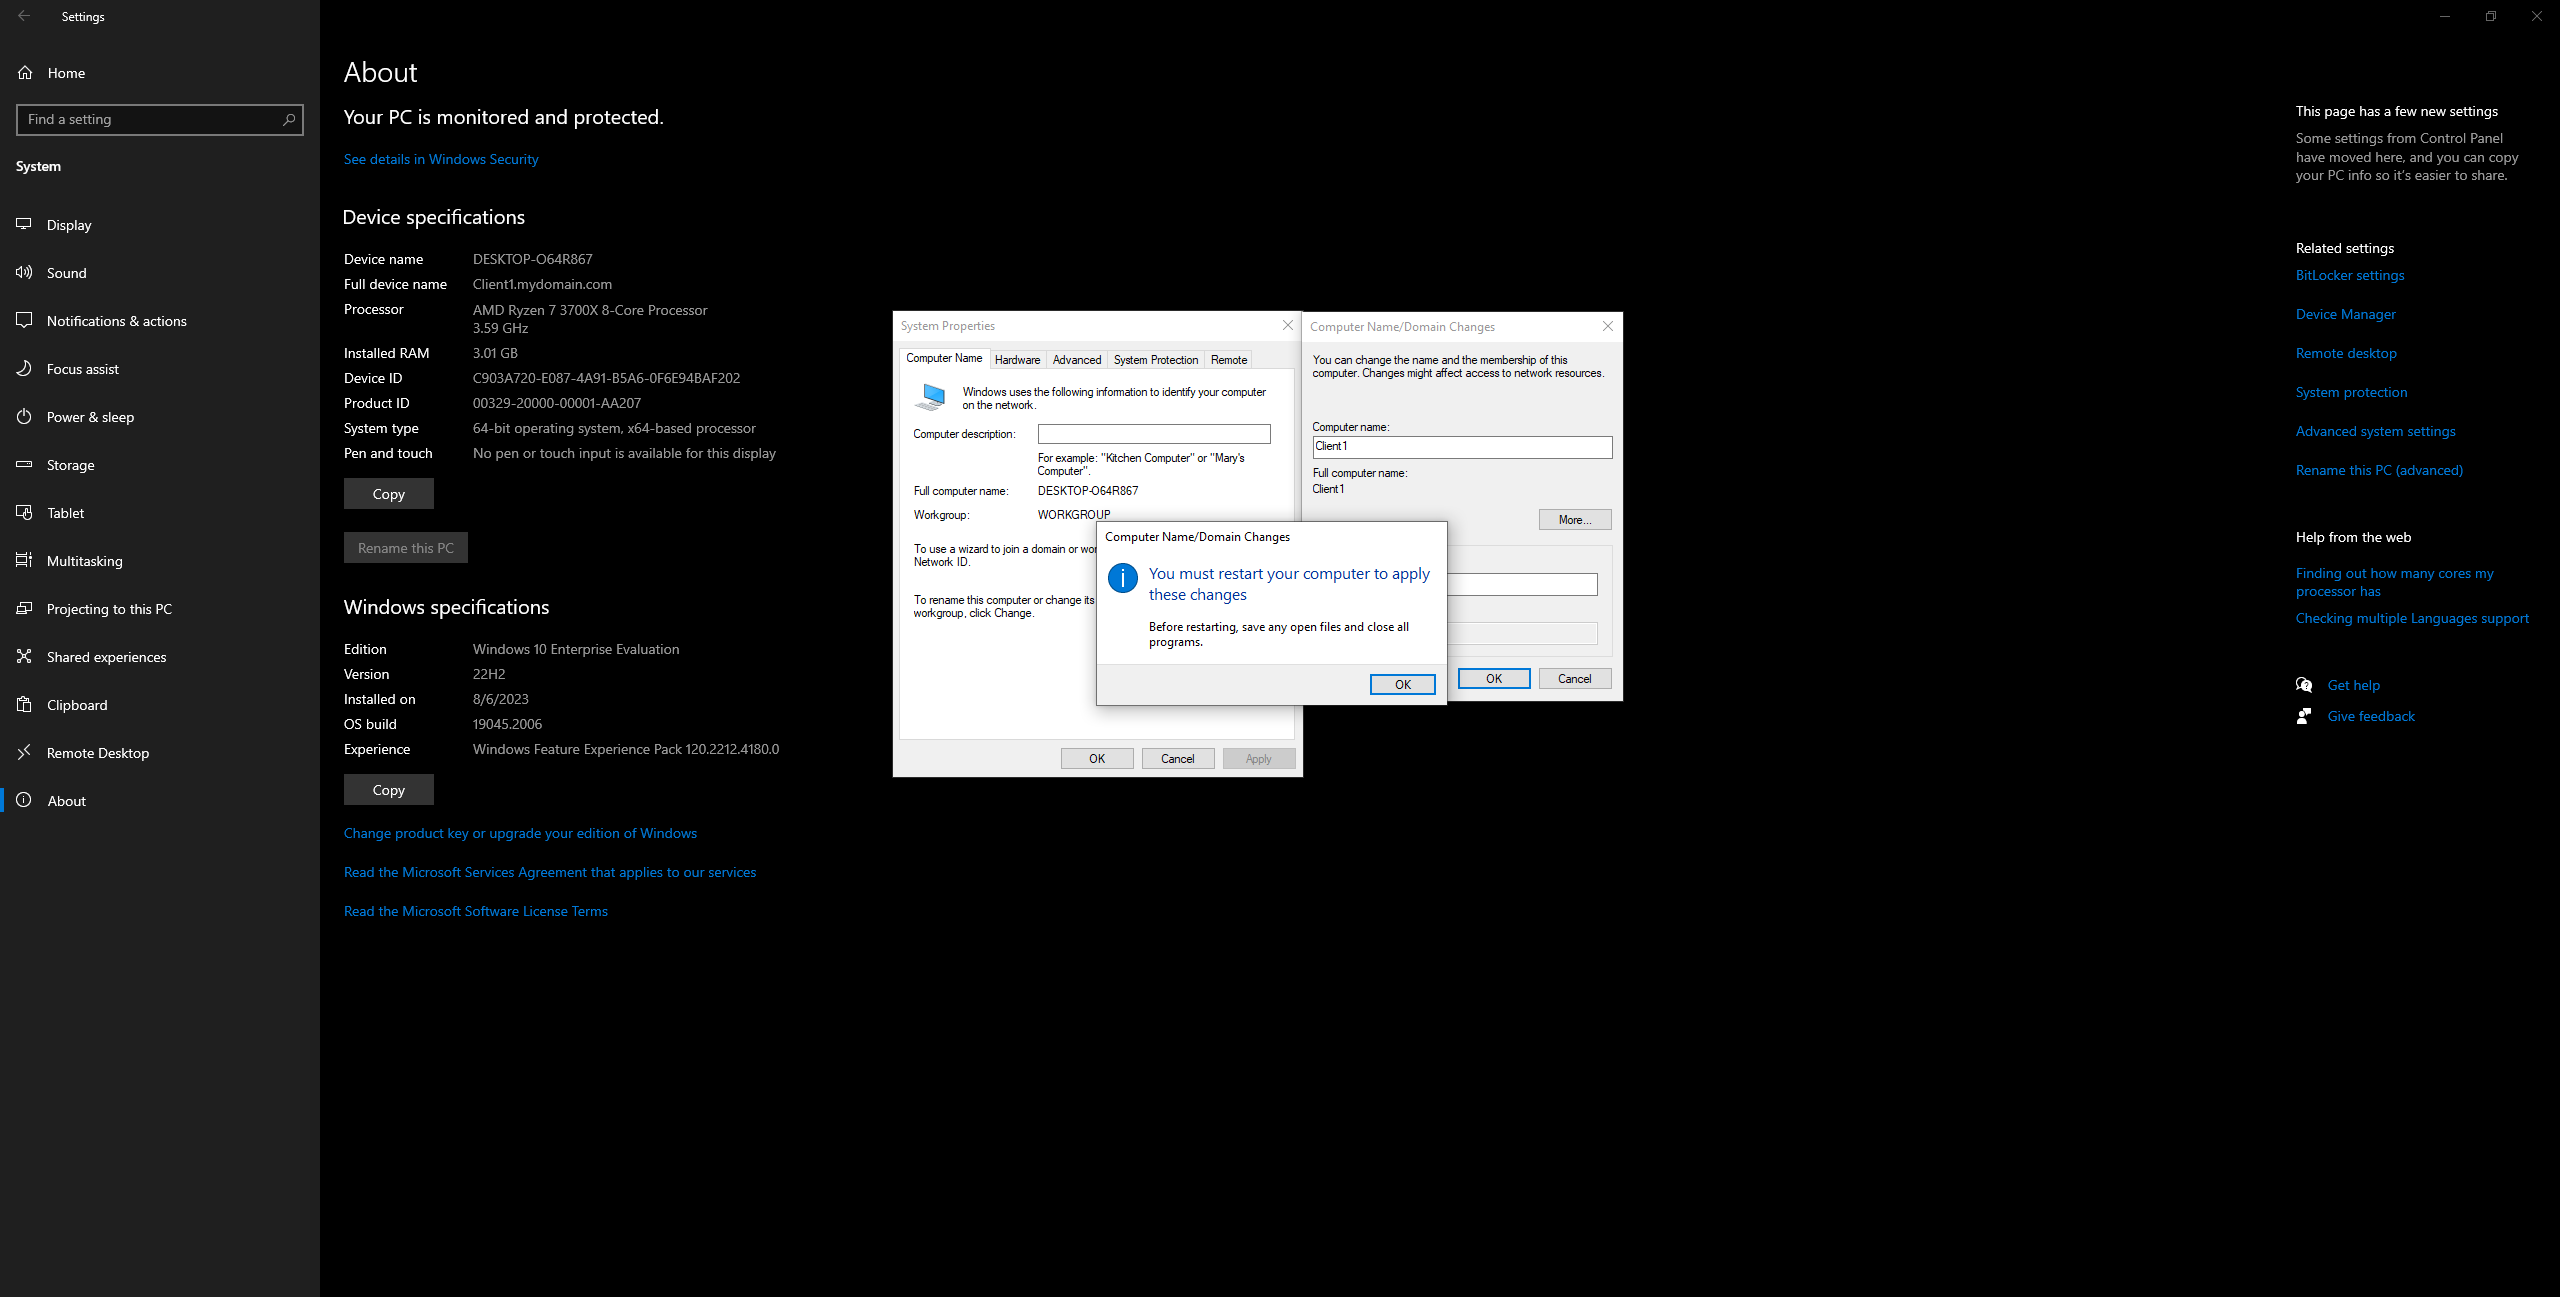 Settings
Home
Find a setting
System
Display
Sound
Notifications & actions
Focus assist
Power & sleep
Storage
Tablet
Multitasking
Projecting to this PC
Shared experiences
Clipboard
Remote Desktop
About
About
Your PC is monitored and protected.
See details in Windows Security
Device specifications
Device name DESKTOP-O64R867
Full device name Client1.mydomain.com
Processor AMD Ryzen 7 3700X 8-Core Processor
3.59 GHz
Installed RAM 3.01 GB
Device ID C903A720-E087-4A91-B5A6-0F6E94BAF202
Product ID 00329-20000-00001-AA207
System type 64-bit operating system, x64-based processor
Pen and touch No pen or touch input is available for this display
Copy
Rename this PC
Windows specifications
Edition Windows 10 Enterprise Evaluation
Version 22H2
Installed on 8/6/2023
OS build 19045.2006
Experience Windows Feature Experience Pack 120.2212.4180.0
Copy
Change product key or upgrade your edition of Windows
Read the Microsoft Services Agreement that applies to our services
Read the Microsoft Software License Terms
System Properties
Computer Name Hardware Advanced System Protection Remote
Windows uses the following information to identify your computer
on the network.
Computer description:
For example: "Kitchen Computer" or "Mary's
Computer".
Full computer name: DESKTOP-O64R867
Workgroup: WORKGROUP
To use a wizard to join a domain or
Network ID.
To rename this computer or change its
workgroup, click Change.
OK Cancel Apply
Computer Name/Domain Changes
You can change the name and the membership of this
computer. Changes might affect access to network resources.
Computer name:
Client1
Full computer name:
Client1
More...
OK Cancel
Computer Name/Domain Changes
You must restart your computer to apply
these changes
Before restarting, save any open files and close all
programs.
OK
This page has a few new settings
Some settings from Control Panel
have moved here, and you can copy
your PC info so it's easier to share.
Related settings
BitLocker settings
Device Manager
Remote desktop
System protection
Advanced system settings
Rename this PC (advanced)
Help from the web
Finding out how many cores my
processor has
Checking multiple Languages support
Get help
Give feedback